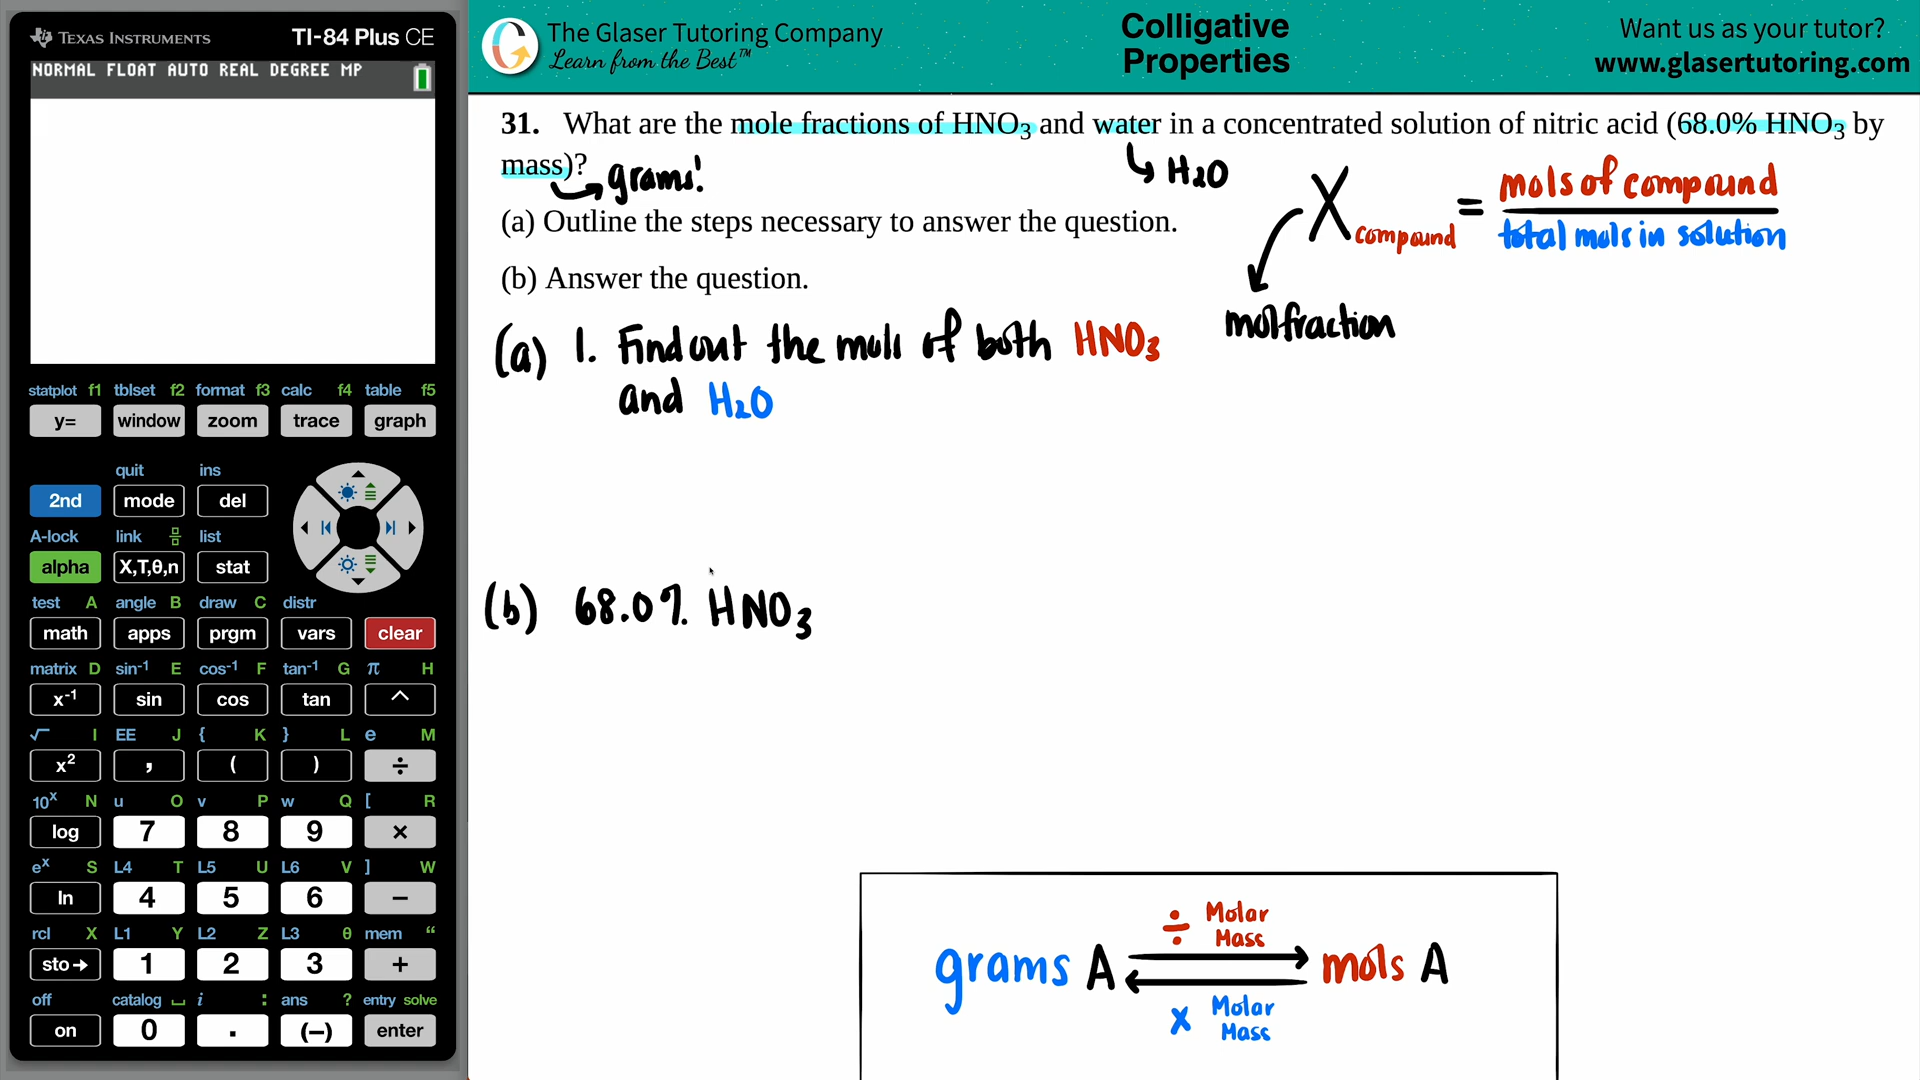 TEXAS INSTRUMENTS TI-84 Plus CE
NORMAL FLOAT AUTO REAL DEGREE MP
statplot f1 tblset f2 format f3 calc f4 table f5
y= window zoom trace graph
quit ins
2nd mode del
A-lock link list
alpha X,T,θ,n stat
test A angle B draw C distr
math apps prgm vars clear
matrix D sin⁻¹ E cos⁻¹ F tan⁻¹ G π H
x⁻¹ sin cos tan ^
√ I EE J { K } L e M
x² , ( ) ÷
10ˣ N u O v P w Q [ R
log 7 8 9 ×
eˣ S L4 T L5 U L6 V ] W
ln 4 5 6 −
rcl X L1 Y L2 Z L3 θ mem “
sto→ 1 2 3 +
off catalog ⎵ i : ans ? entry solve
on 0 . (−) enter
The Glaser Tutoring Company
Learn from the Best™
Colligative
Properties
Want us as your tutor?
www.glasertutoring.com
31. What are the mole fractions of HNO₃ and water in a concentrated solution of nitric acid (68.0% HNO₃ by
mass)?
grams!
H₂O
(a) Outline the steps necessary to answer the question.
(b) Answer the question.
X compound = mols of compound
total mols in solution
mol fraction
(a) 1. Find out the mols of both HNO₃
and H₂O
(b) 68.0% HNO₃
÷ Molar
Mass
grams A mols A
x Molar
Mass